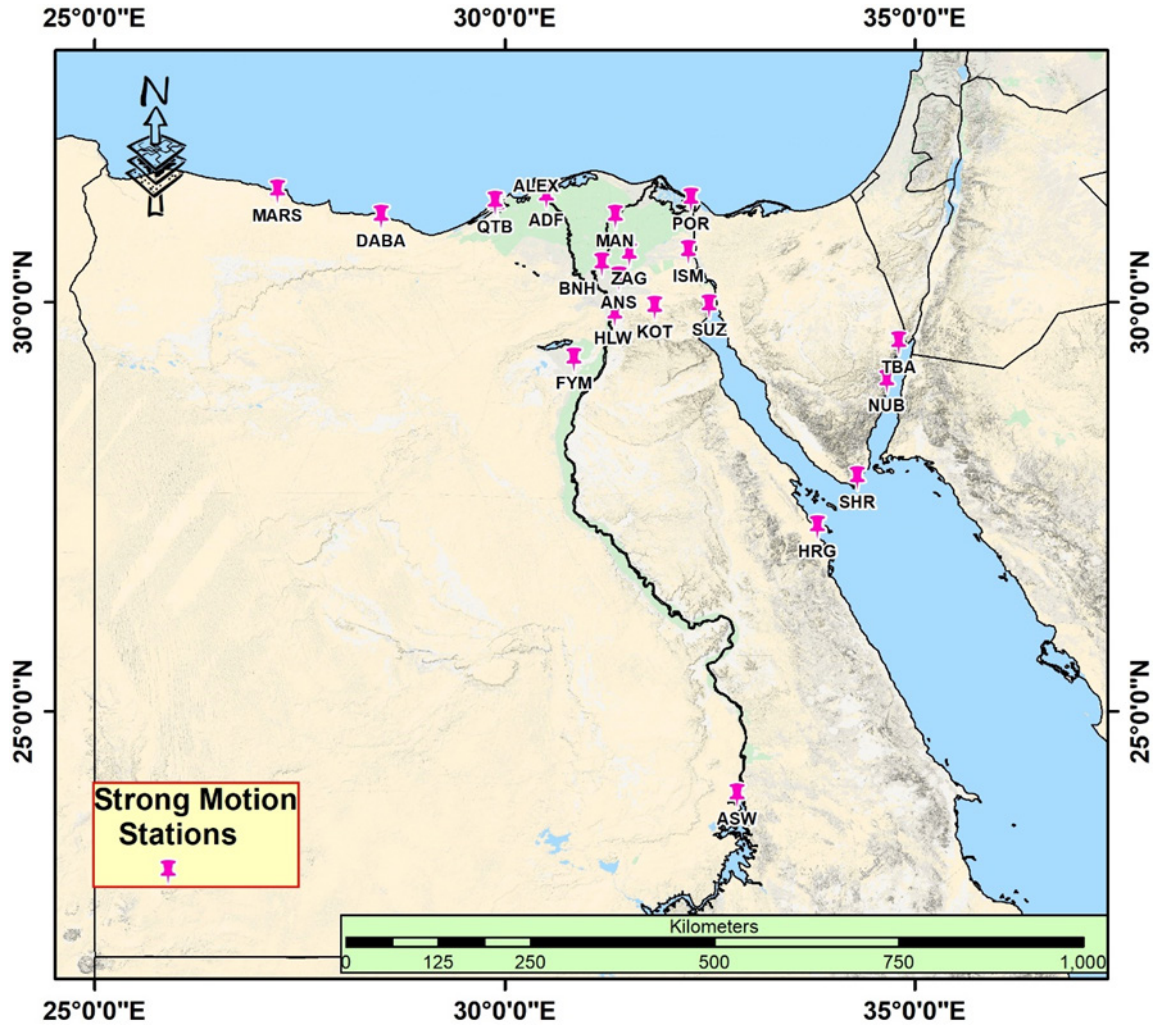 25°0'0"E 30°0'0"E 35°0'0"E
N
MARS
DABA
QTB
ALEX
ADF
MAN
POR
BNH
ZAG
ISM
ANS
HLW
KOT
SUZ
FYM
TBA
NUB
SHR
HRG
ASW
30°0'0"N
25°0'0"N
30°0'0"N
25°0'0"N
Strong Motion
Stations
Kilometers
0 125 250 500 750 1,000
25°0'0"E 30°0'0"E 35°0'0"E